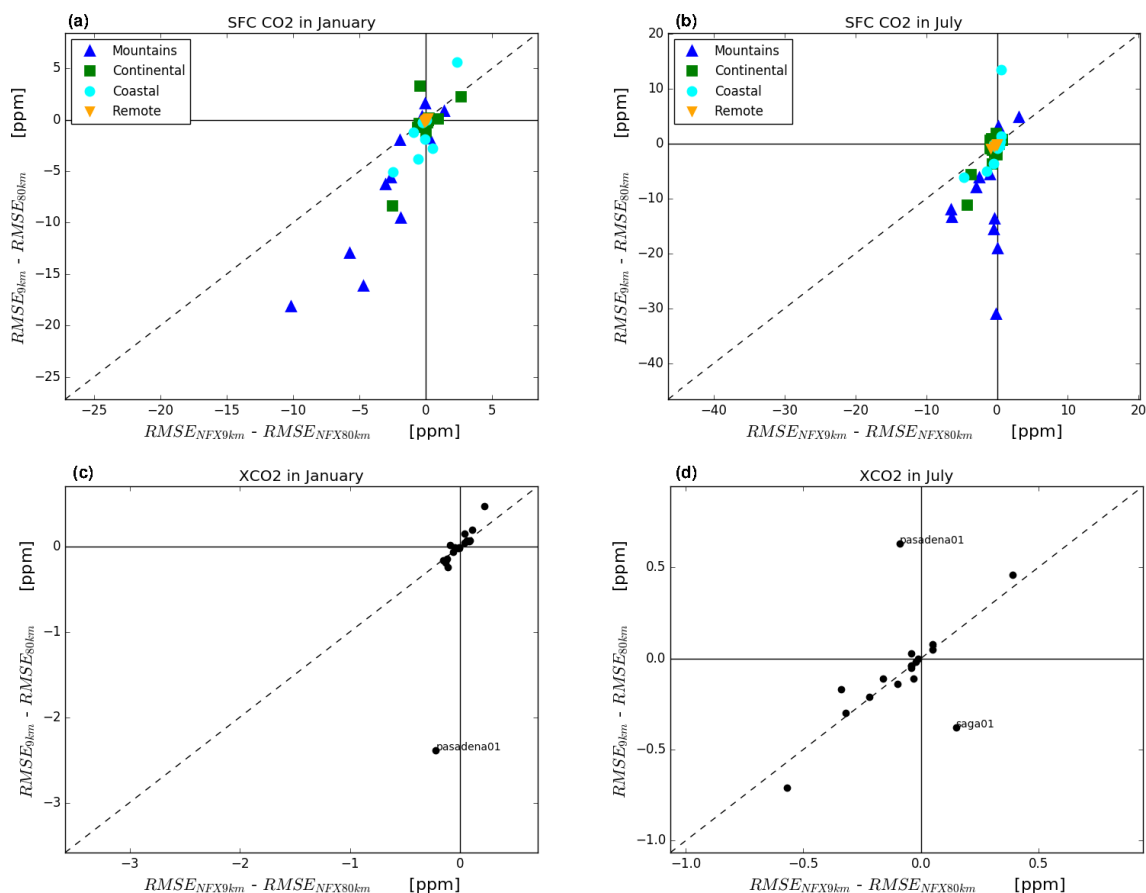 (a) SFC CO2 in January
Mountains
Continental
Coastal
Remote
5
0
−5
−10
−15
−20
−25
RMSE9km - RMSE80km [ppm]
−25 −20 −15 −10 −5 0 5
RMSENFX9km - RMSENFX80km [ppm]
(b) SFC CO2 in July
Mountains
Continental
Coastal
Remote
20
10
0
−10
−20
−30
−40
RMSE9km - RMSE80km [ppm]
−40 −30 −20 −10 0 10 20
RMSENFX9km - RMSENFX80km [ppm]
(c) XCO2 in January
0
−1
−2
−3
pasadena01
RMSE9km - RMSE80km [ppm]
−3 −2 −1 0
RMSENFX9km - RMSENFX80km [ppm]
(d) XCO2 in July
pasadena01
0.5
0.0
saga01
−0.5
−1.0
RMSE9km - RMSE80km [ppm]
−1.0 −0.5 0.0 0.5
RMSENFX9km - RMSENFX80km [ppm]